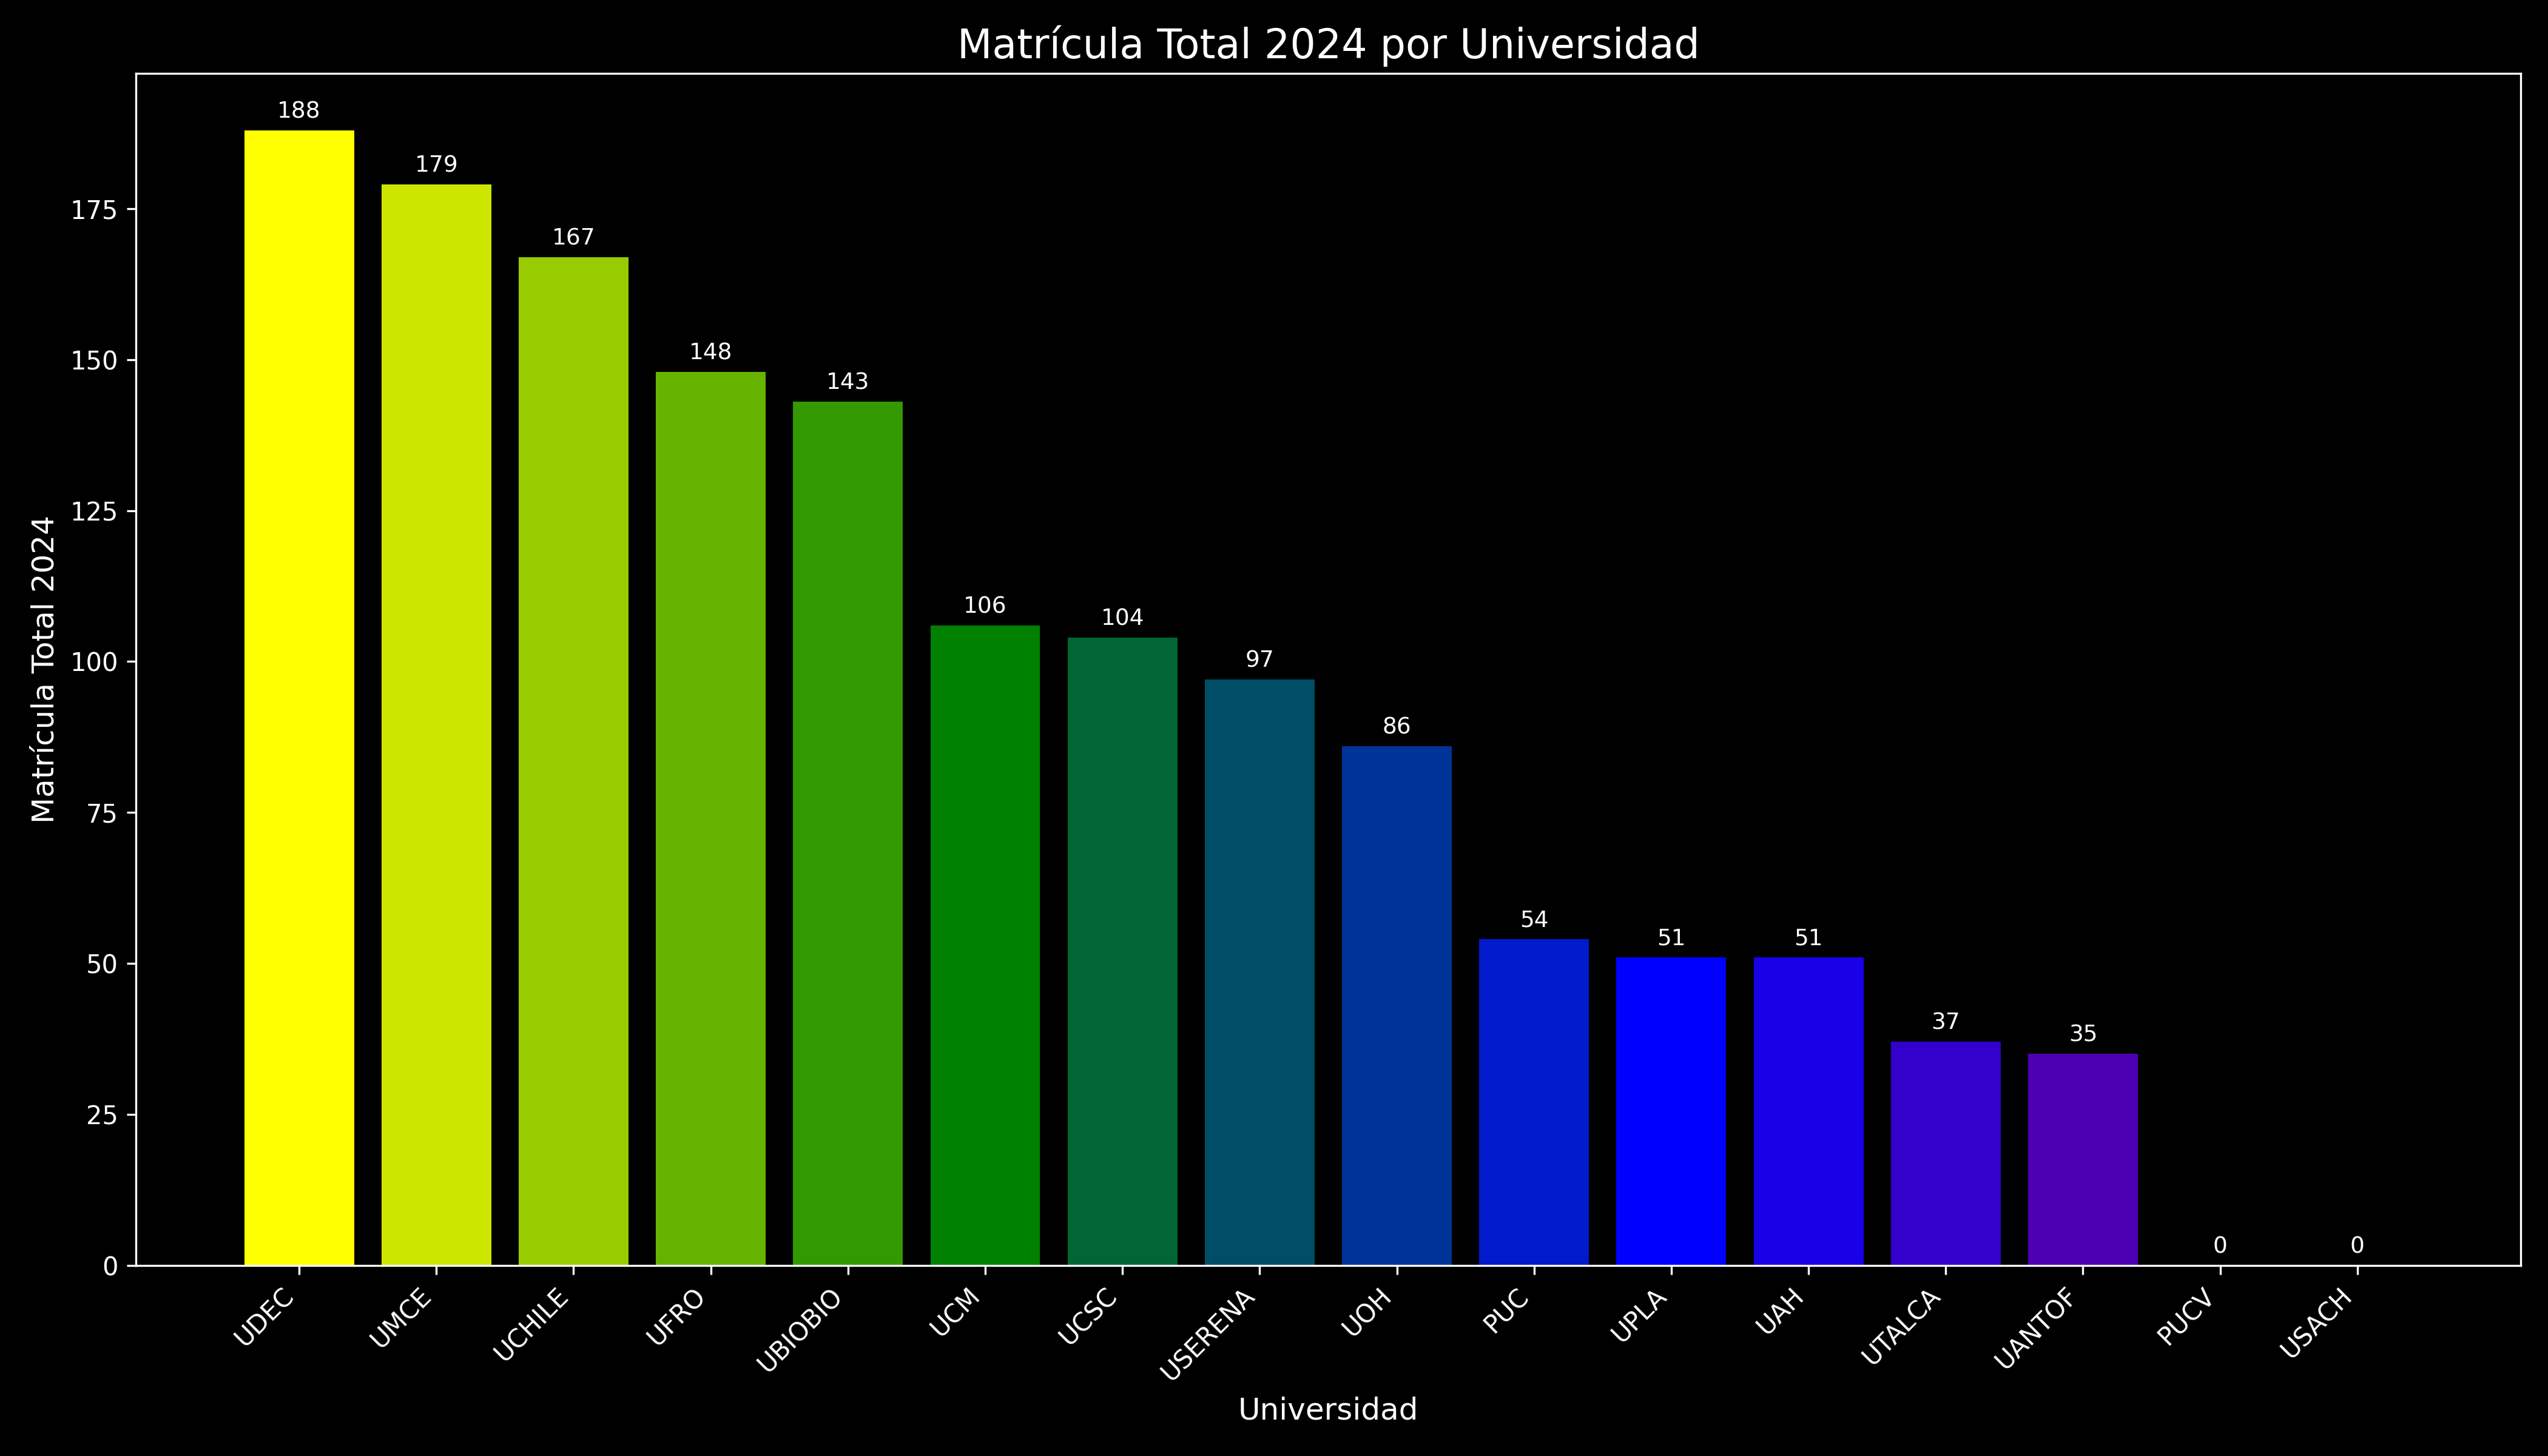 Matrícula Total 2024 por Universidad
Matrícula Total 2024
175
150
125
100
75
50
25
0
188
179
167
148
143
106
104
97
86
54
51
51
37
35
0
0
UDEC
UMCE
UCHILE
UFRO
UBIOBIO
UCM
UCSC
USERENA
UOH
PUC
UPLA
UAH
UTALCA
UANTOF
PUCV
USACH
Universidad